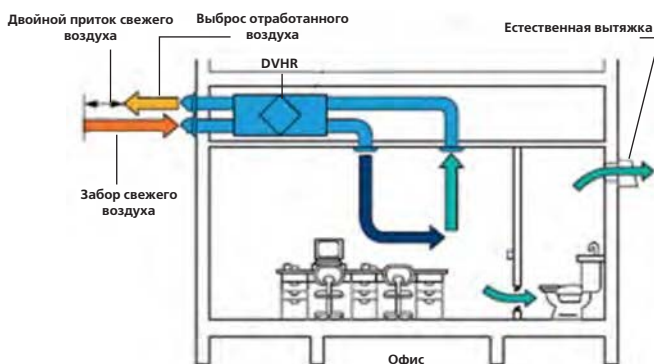 Двойной приток свежего
воздуха
Выброс отработанного
воздуха
Естественная вытяжка
DVHR
Забор свежего
воздуха
Офис